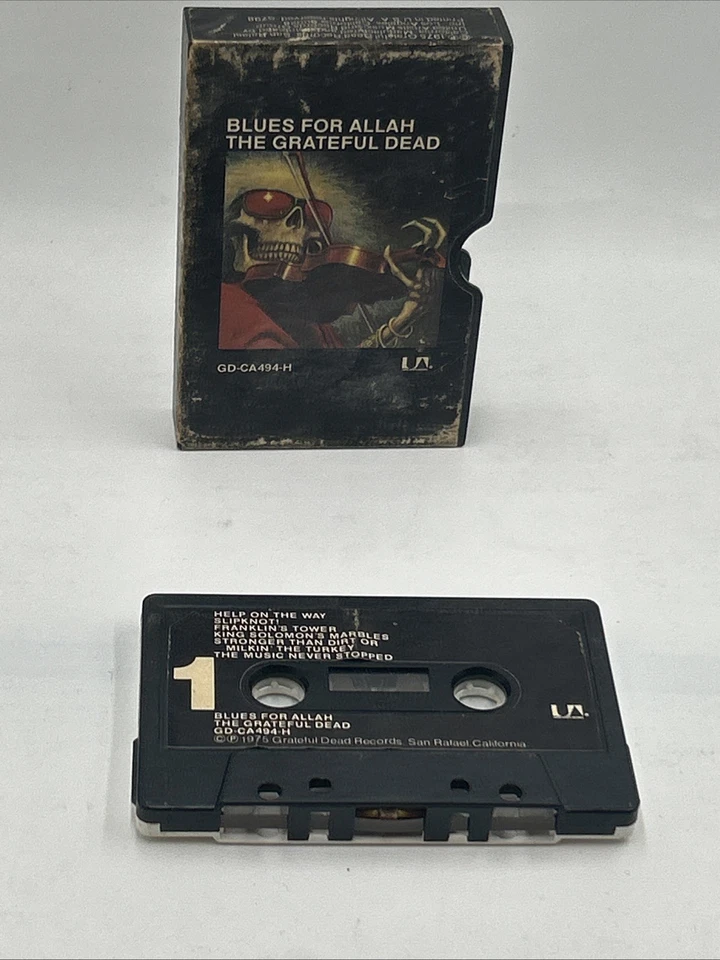 BLUES FOR ALLAH
THE GRATEFUL DEAD
GD-CA494-H
UA
HELP ON THE WAY
SLIPKNOT!
FRANKLIN'S TOWER
KING SOLOMON'S MARBLES
STRONGER THAN DIRT OR
MILKIN' THE TURKEY
THE MUSIC NEVER STOPPED
1
UA
BLUES FOR ALLAH
THE GRATEFUL DEAD
GD-CA494-H
©℗ 1975 Grateful Dead Records. San Rafael, California